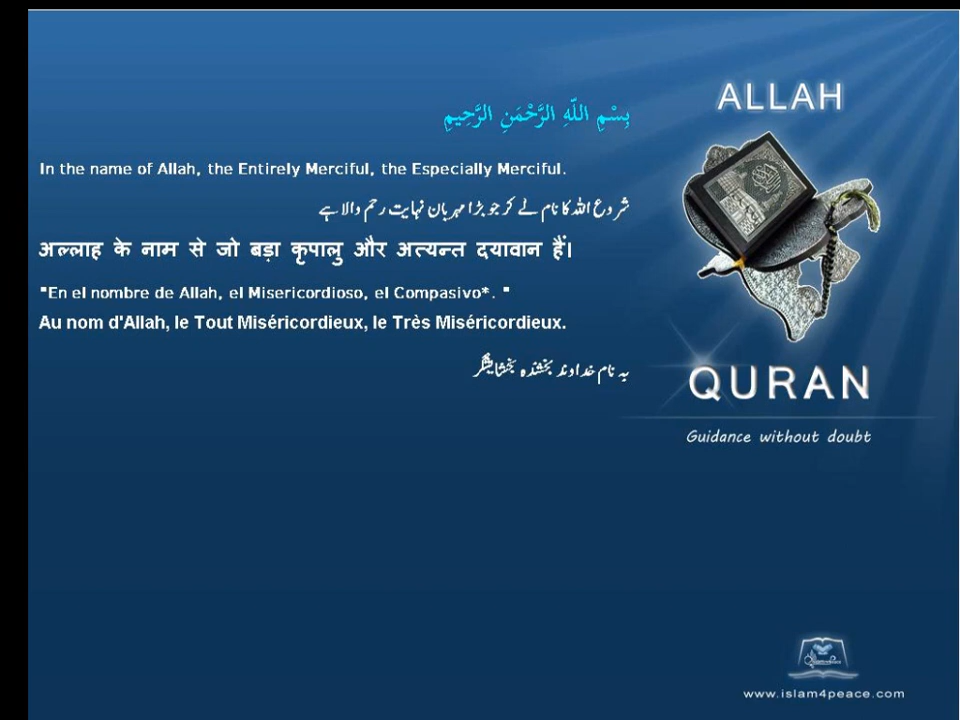 بِسْمِ اللّهِ الرَّحْمَنِ الرَّحِيمِ
In the name of Allah, the Entirely Merciful, the Especially Merciful.
شروع الله کا نام لے کر جو بڑا مہربان نہایت رحم والا ہے
अल्लाह के नाम से जो बड़ा कृपालु और अत्यन्त दयावान हैं।
"En el nombre de Allah, el Misericordioso, el Compasivo*. "
Au nom d'Allah, le Tout Miséricordieux, le Très Miséricordieux.
به نام خداوند بخشنده بخشایشگر
ALLAH
QURAN
Guidance without doubt
www.islam4peace.com